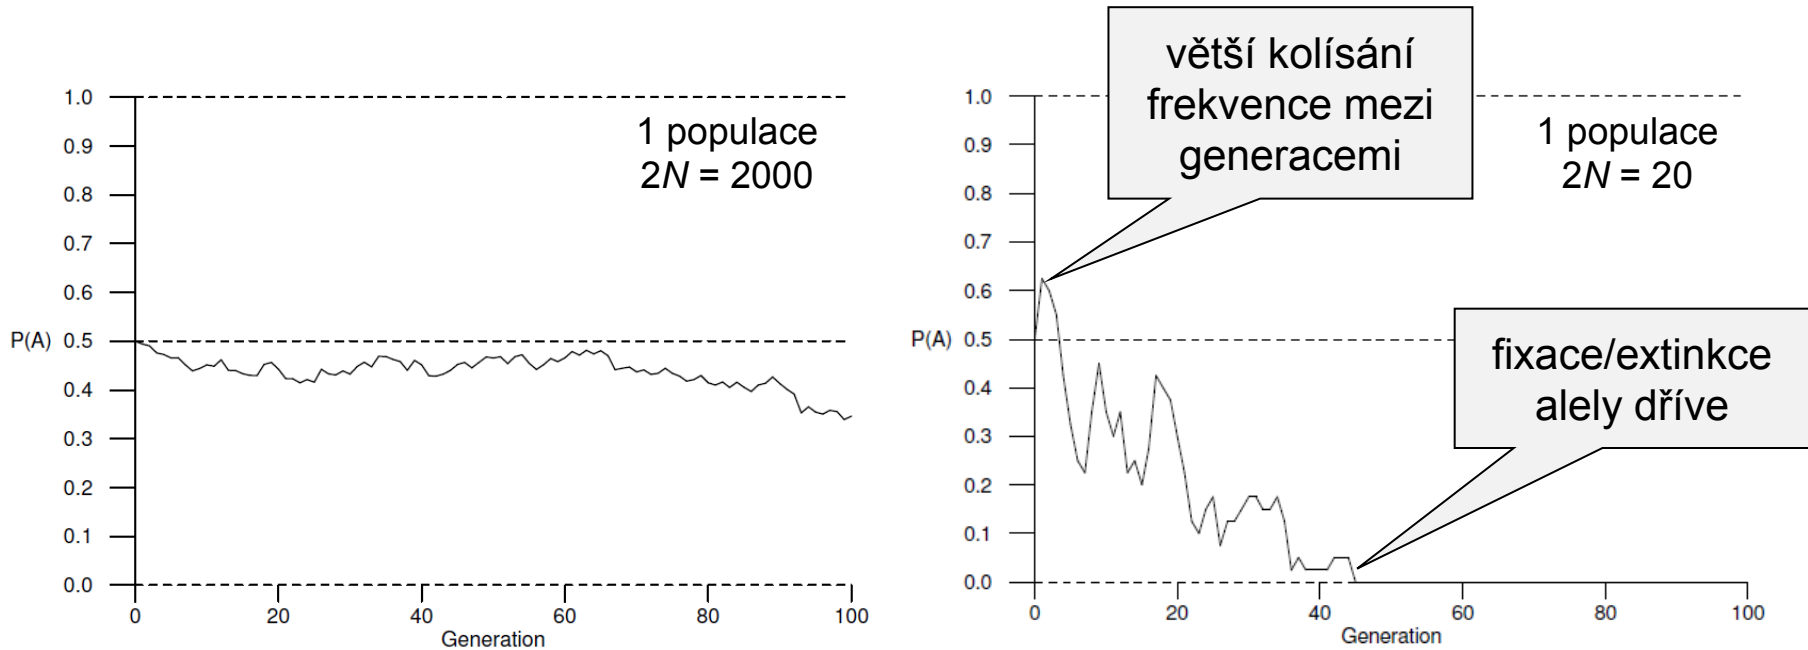 1.0
0.9
0.8
0.7
0.6
P(A) 0.5
0.4
0.3
0.2
0.1
0.0
0 20 40 60 80 100
Generation
1 populace
2N = 2000
větší kolísání
frekvence mezi
generacemi
1.0
0.9
0.8
0.7
0.6
P(A) 0.5
0.4
0.3
0.2
0.1
0.0
0 20 40 60 80 100
Generation
1 populace
2N = 20
fixace/extinkce
alely dříve